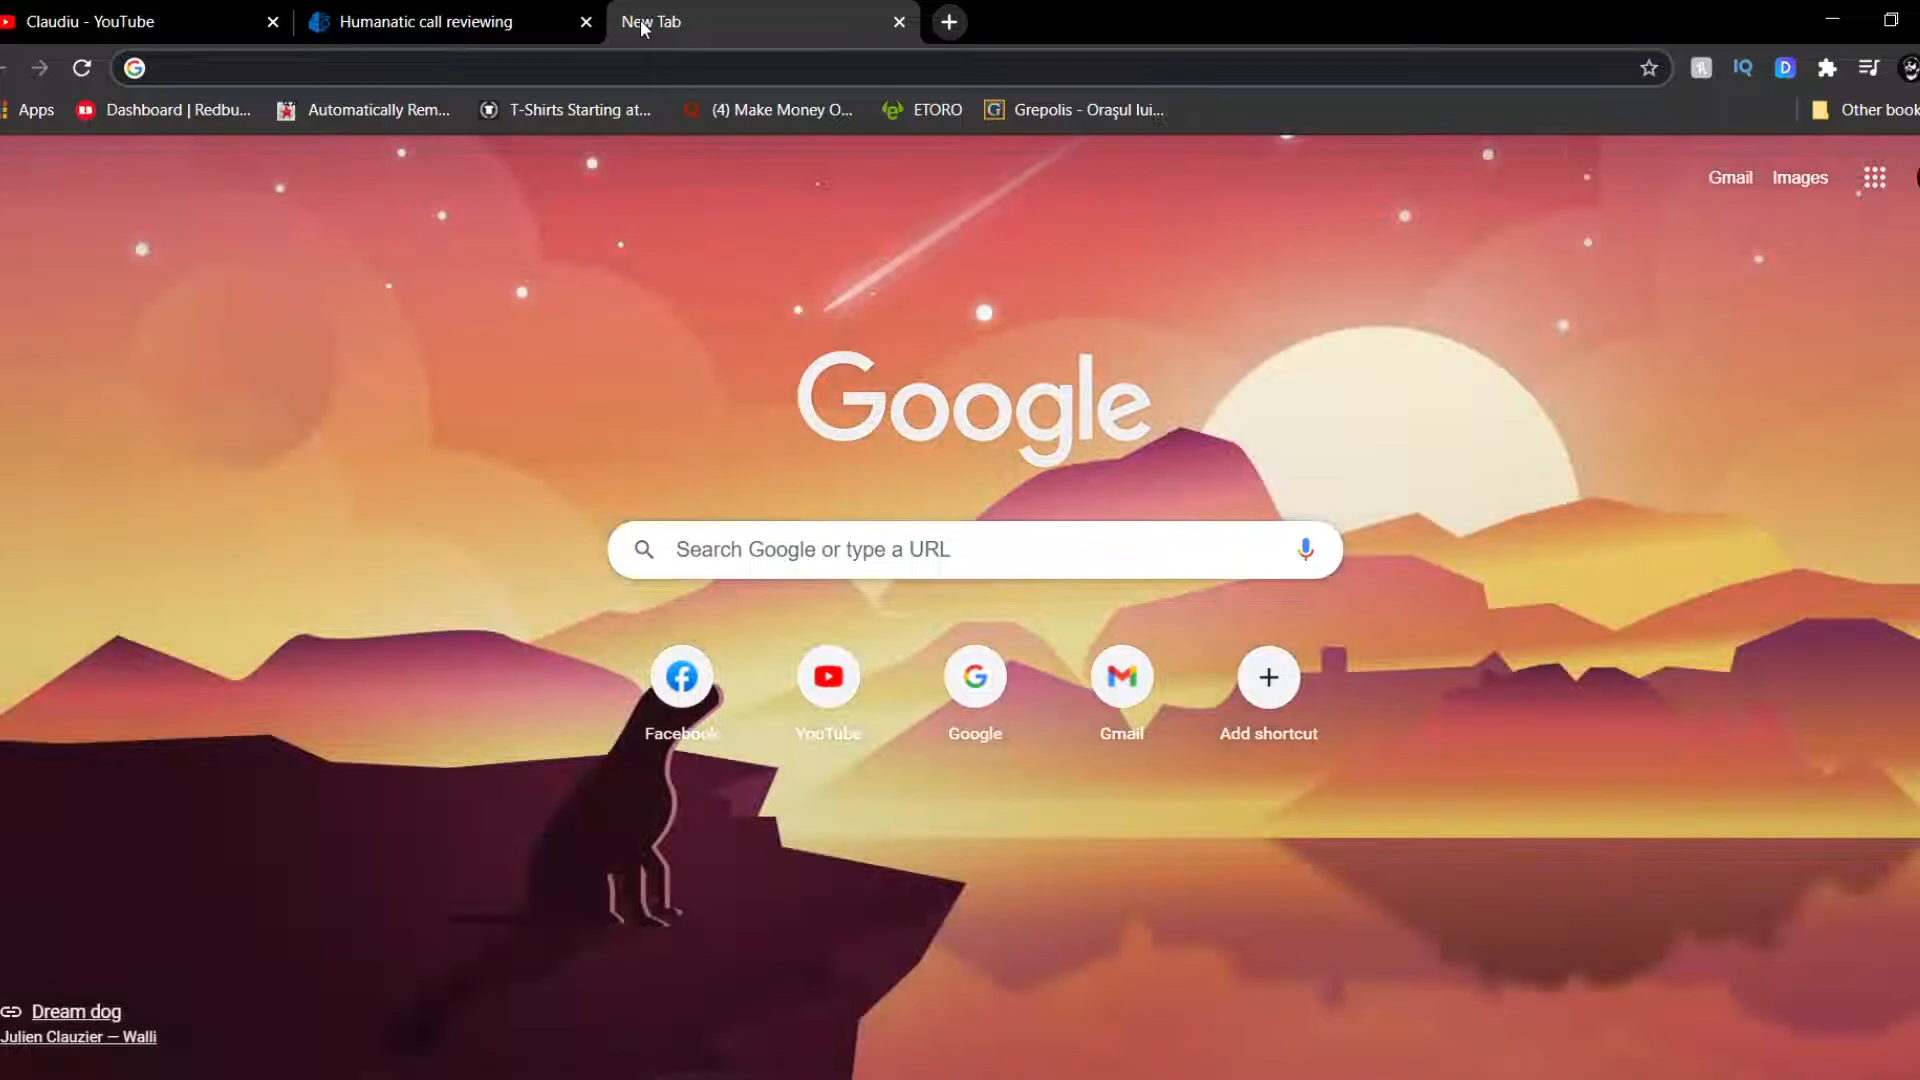 Claudiu - YouTube
Humanatic call reviewing
New Tab
Apps
Dashboard | Redbu...
Automatically Rem...
T-Shirts Starting at...
(4) Make Money O...
ETORO
Grepolis - Orașul lui...
Other book
Gmail
Images
Google
Search Google or type a URL
Facebook
YouTube
Google
Gmail
Add shortcut
Dream dog
Julien Clauzier — Walli